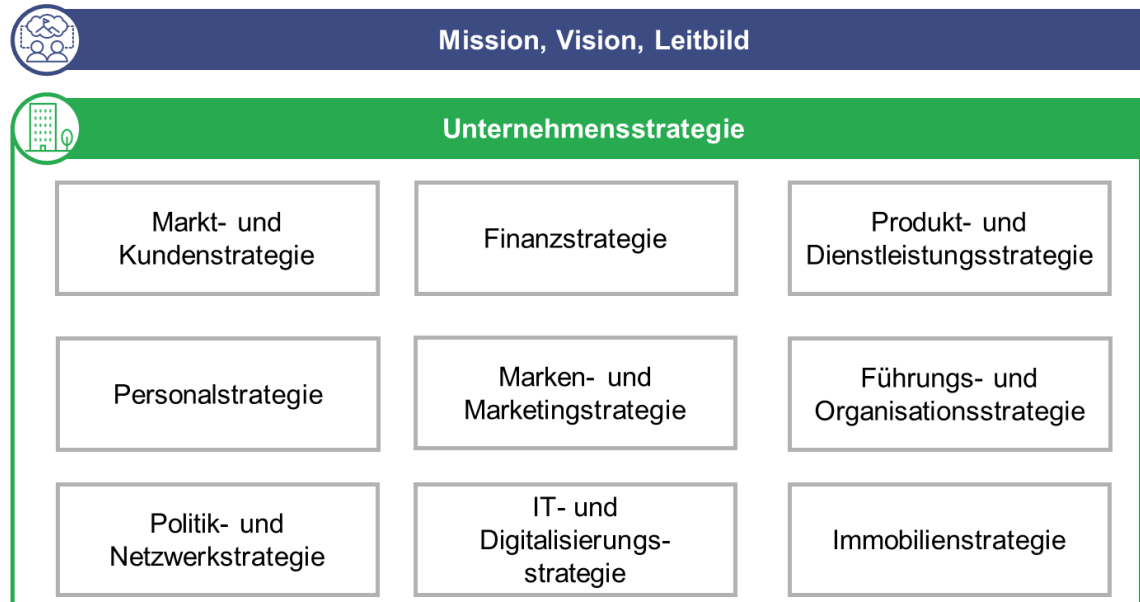 Mission, Vision, Leitbild
Unternehmensstrategie
Markt- und
Kundenstrategie
Finanzstrategie
Produkt- und
Dienstleistungsstrategie
Personalstrategie
Marken- und
Marketingstrategie
Führungs- und
Organisationsstrategie
Politik- und
Netzwerkstrategie
IT- und
Digitalisierungs-
strategie
Immobilienstrategie